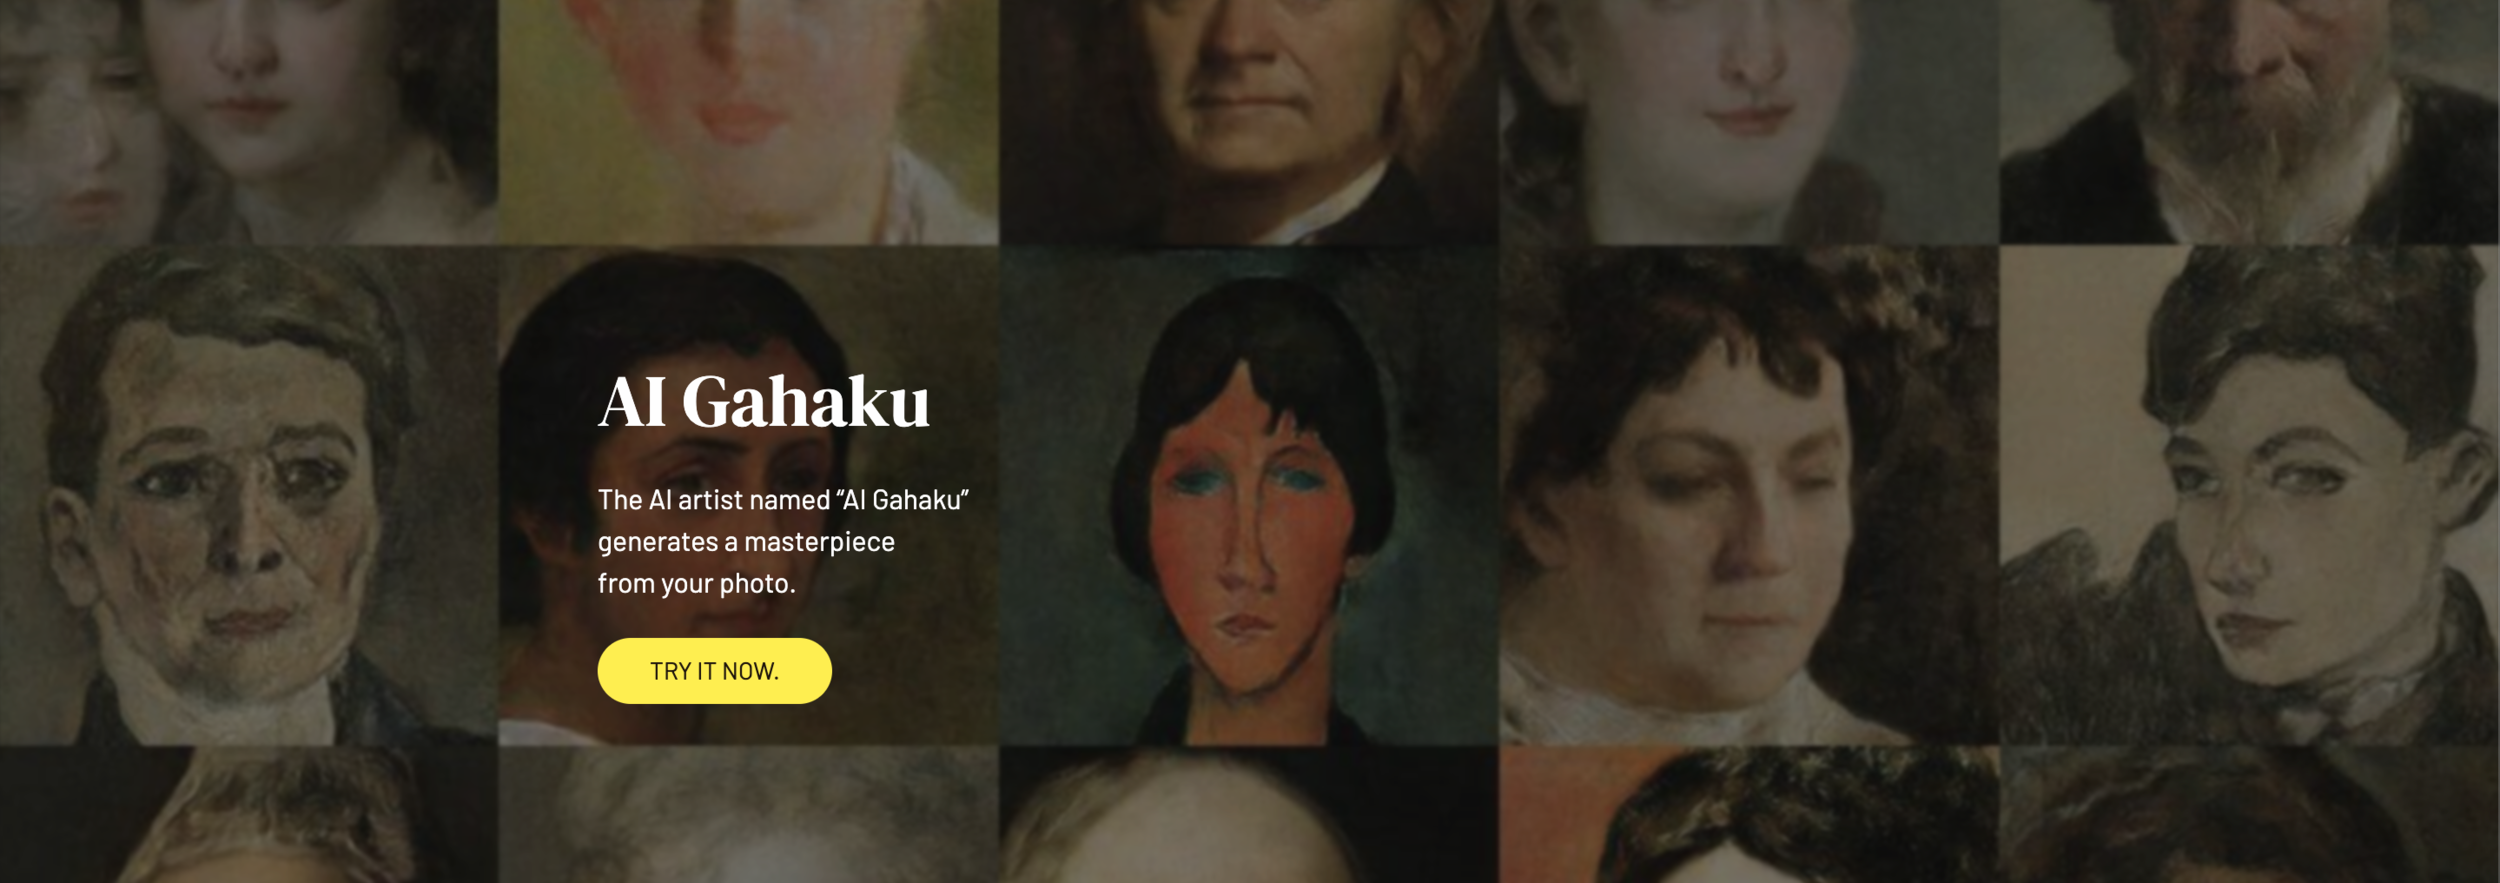 AI Gahaku
The AI artist named “AI Gahaku”
generates a masterpiece
from your photo.
TRY IT NOW.